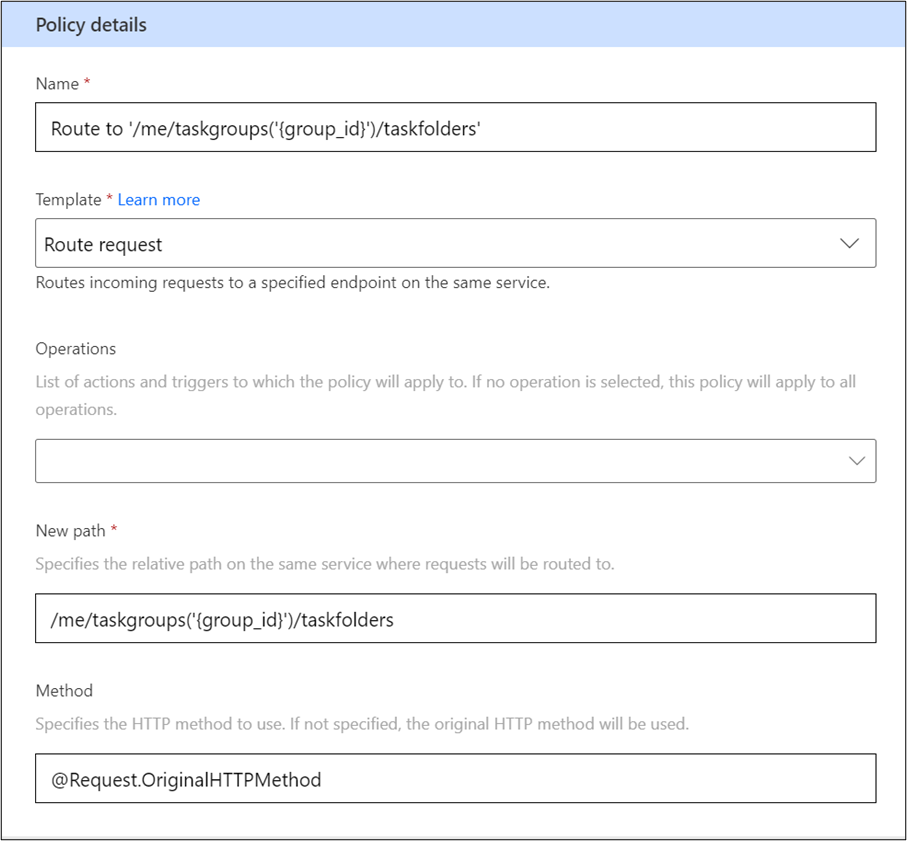 Policy details
Name *
Route to '/me/taskgroups('{group_id}')/taskfolders'
Template * Learn more
Route request
Routes incoming requests to a specified endpoint on the same service.
Operations
List of actions and triggers to which the policy will apply to. If no operation is selected, this policy will apply to all
operations.
New path *
Specifies the relative path on the same service where requests will be routed to.
/me/taskgroups('{group_id}')/taskfolders
Method
Specifies the HTTP method to use. If not specified, the original HTTP method will be used.
@Request.OriginalHTTPMethod